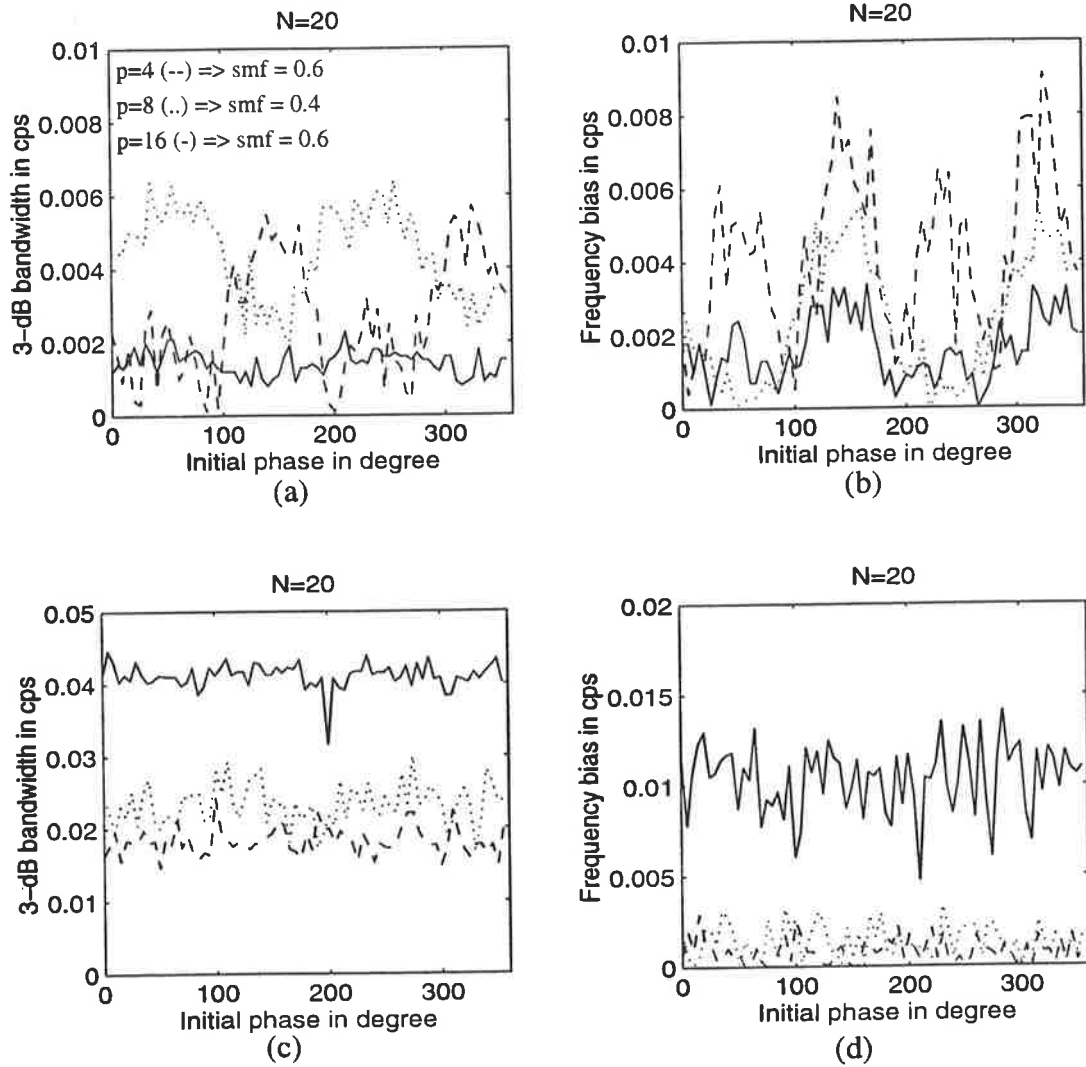 N=20
3-dB bandwidth in cps
0.01
0.008
0.006
0.004
0.002
0
p=4 (--) => smf = 0.6
p=8 (..) => smf = 0.4
p=16 (-) => smf = 0.6
0 100 200 300
Initial phase in degree
(a)
N=20
Frequency bias in cps
0.01
0.008
0.006
0.004
0.002
0
0 100 200 300
Initial phase in degree
(b)
N=20
3-dB bandwidth in cps
0.05
0.04
0.03
0.02
0.01
0
0 100 200 300
Initial phase in degree
(c)
N=20
Frequency bias in cps
0.02
0.015
0.01
0.005
0
0 100 200 300
Initial phase in degree
(d)